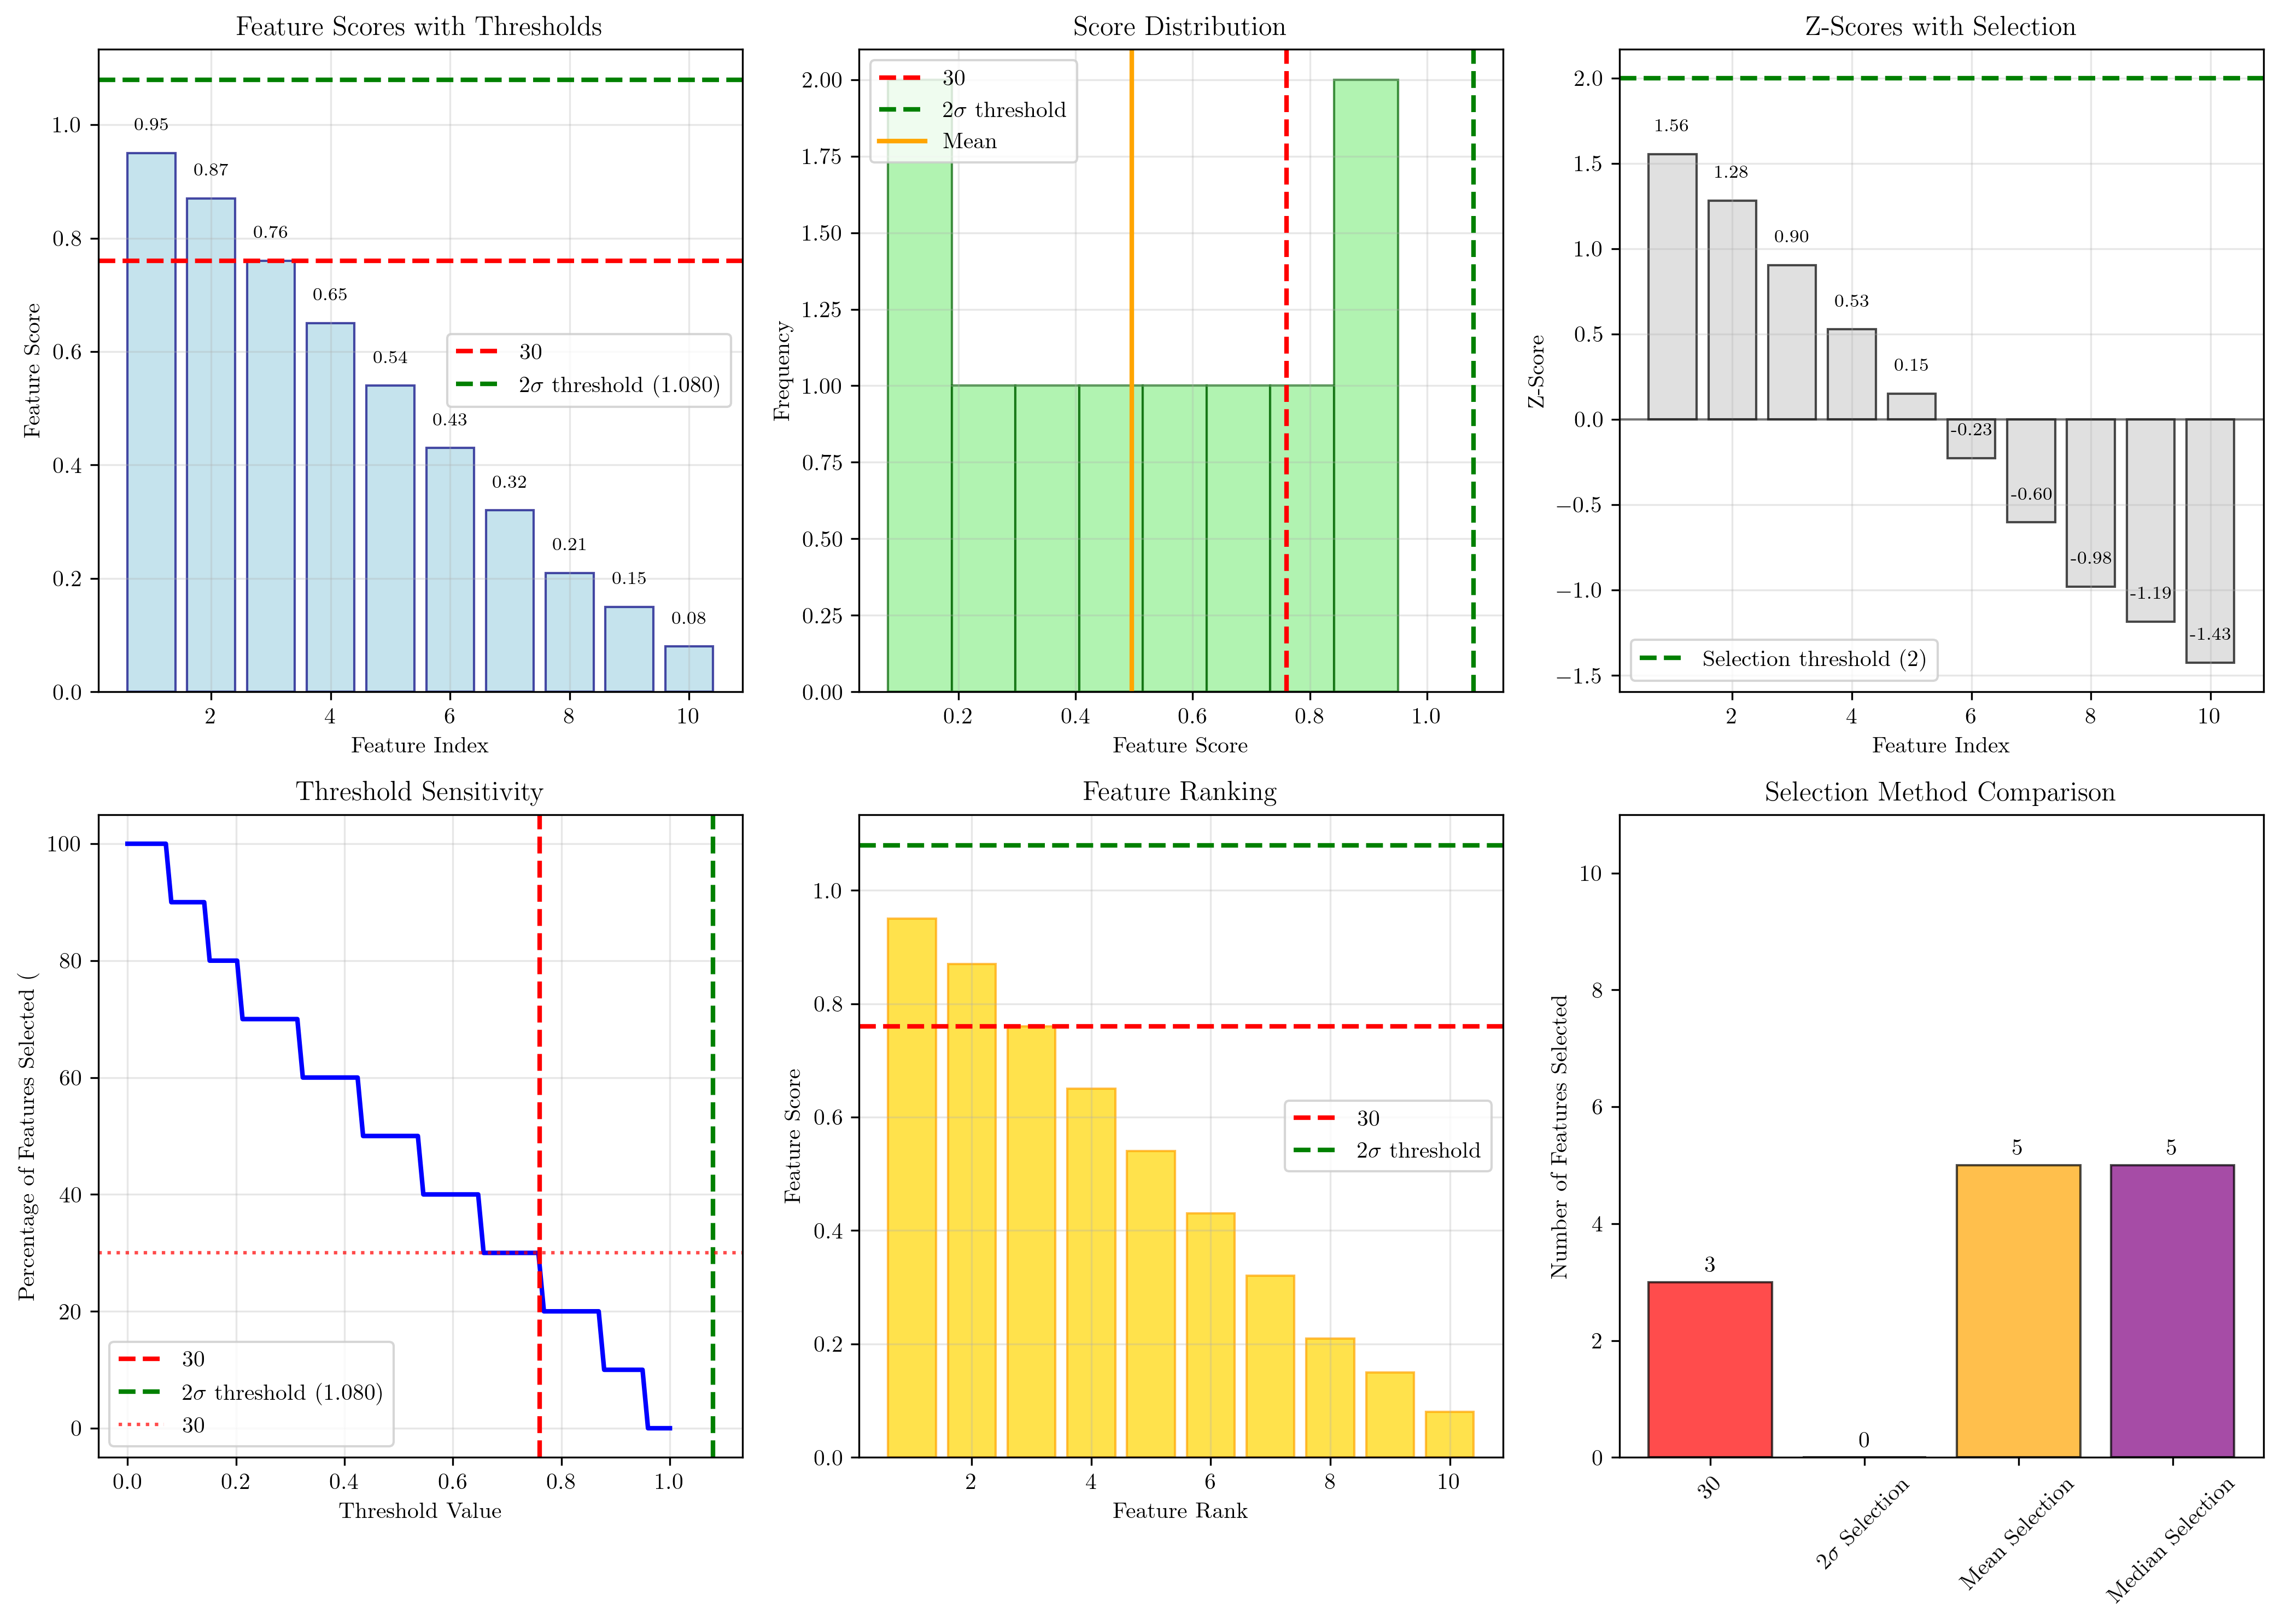 Feature Scores with Thresholds
Feature Score
1.0
0.8
0.6
0.4
0.2
0.0
0.95
0.87
0.76
0.65
0.54
0.43
0.32
0.21
0.15
0.08
30
2σ threshold (1.080)
2 4 6 8 10
Feature Index
Score Distribution
Frequency
2.00
1.75
1.50
1.25
1.00
0.75
0.50
0.25
0.00
30
2σ threshold
Mean
0.2 0.4 0.6 0.8 1.0
Feature Score
Z-Scores with Selection
Z-Score
2.0
1.5
1.0
0.5
0.0
−0.5
−1.0
−1.5
1.56
1.28
0.90
0.53
0.15
-0.23
-0.60
-0.98
-1.19
-1.43
Selection threshold (2)
2 4 6 8 10
Feature Index
Threshold Sensitivity
Percentage of Features Selected (
100
80
60
40
20
0
30
2σ threshold (1.080)
30
0.0 0.2 0.4 0.6 0.8 1.0
Threshold Value
Feature Ranking
Feature Score
1.0
0.8
0.6
0.4
0.2
0.0
30
2σ threshold
2 4 6 8 10
Feature Rank
Selection Method Comparison
Number of Features Selected
10
8
6
4
2
0
3
0
5
5
30
2σ Selection
Mean Selection
Median Selection